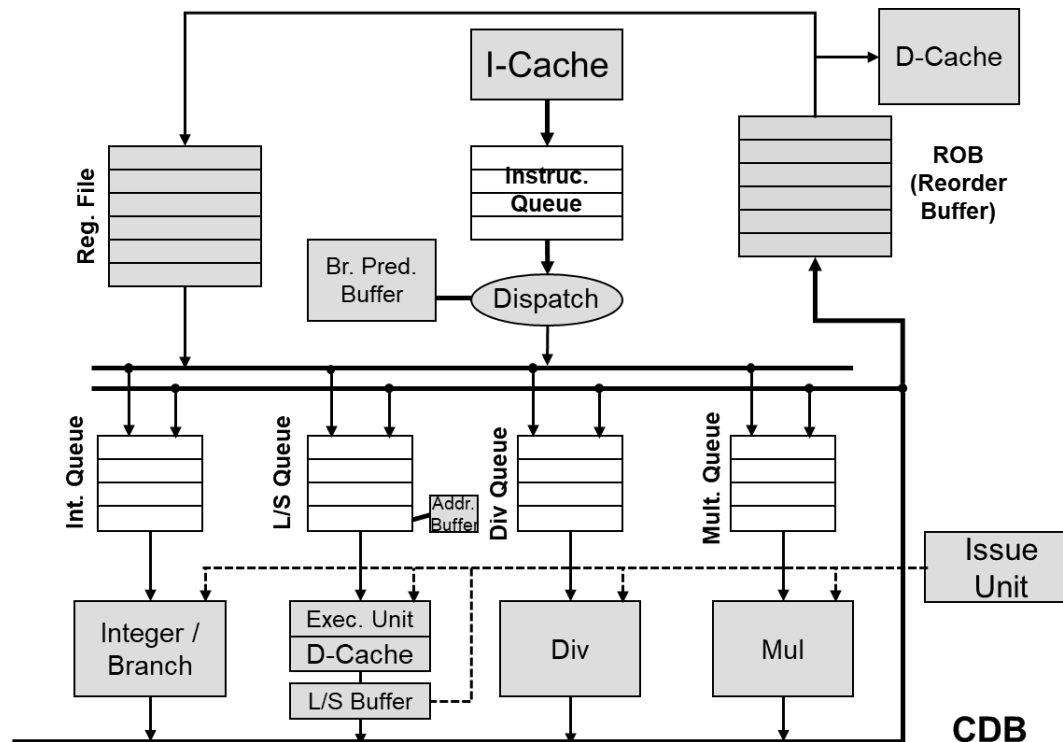 I-Cache
D-Cache
Reg. File
Instruc.
Queue
ROB
(Reorder
Buffer)
Br. Pred.
Buffer
Dispatch
Int. Queue
L/S Queue
Addr.
Buffer
Div Queue
Mult. Queue
Issue
Unit
Integer /
Branch
Exec. Unit
D-Cache
L/S Buffer
Div
Mul
CDB